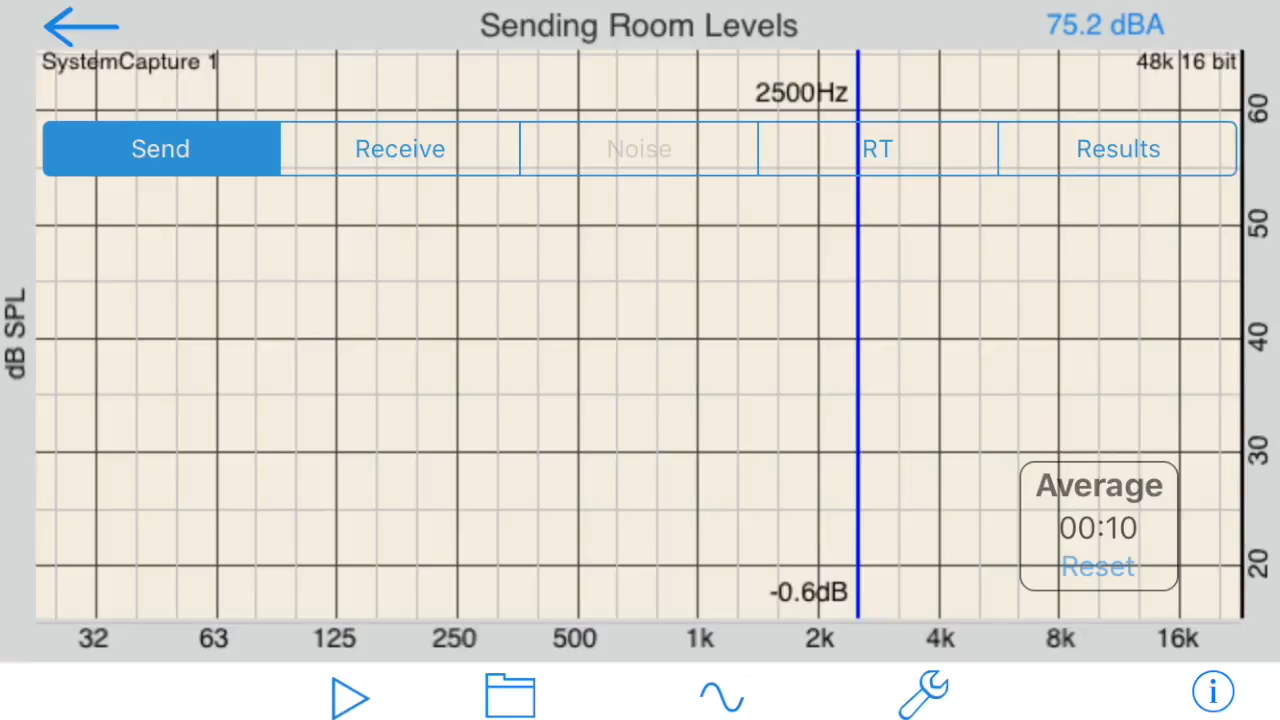 Sending Room Levels
75.2 dBA
SystemCapture 1
48k 16 bit
2500Hz
Send
Receive
Noise
RT
Results
60
50
40
30
20
dB SPL
Average
00:10
Reset
-0.6dB
32 63 125 250 500 1k 2k 4k 8k 16k
i